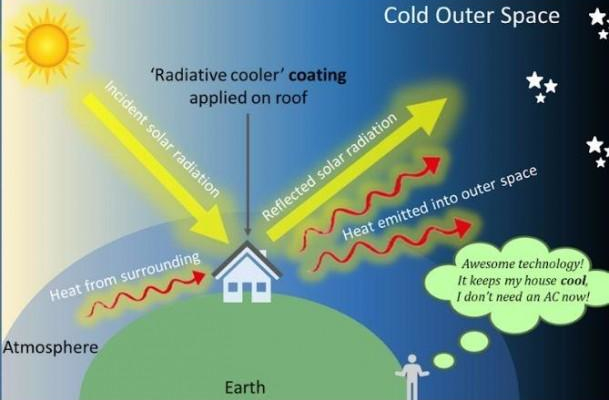 Cold Outer Space
'Radiative cooler' coating
applied on roof
Incident solar radiation
Reflected solar radiation
Heat emitted into outer space
Heat from surrounding
Awesome technology!
It keeps my house cool,
I don't need an AC now!
Atmosphere
Earth